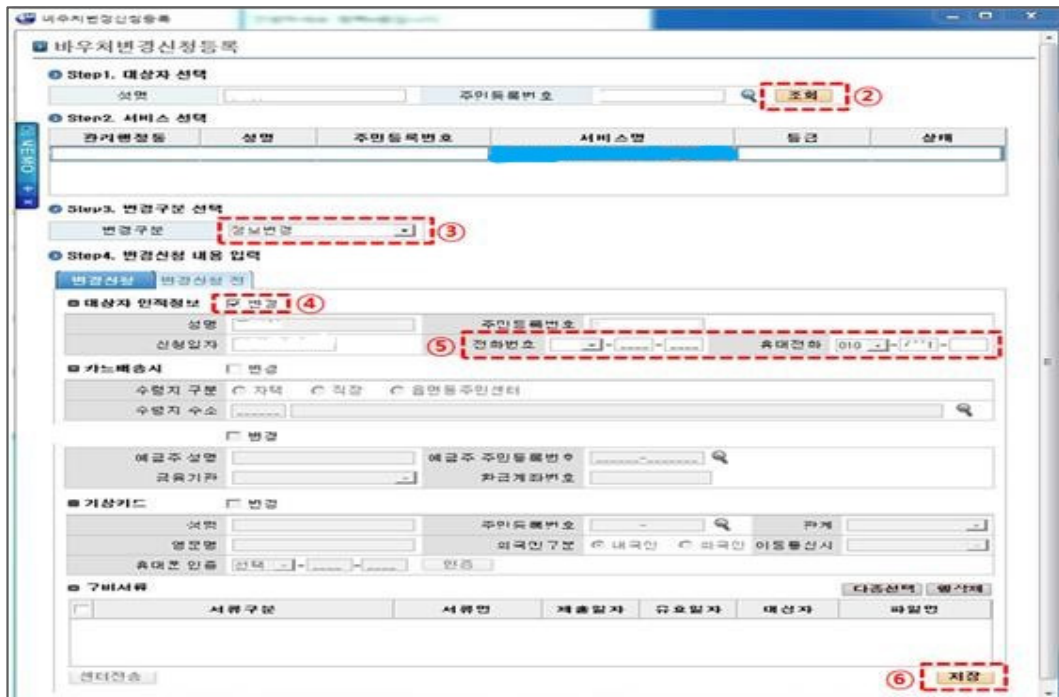 바우처변경신청등록
바우처변경신청등록
Step1. 대상자 선택
성명 주민등록번호 조회 ②
Step2. 서비스 선택
관리행정동 성명 주민등록번호 서비스명 등급 상태
MEMO
Step3. 변경구분 선택
변경구분 정보변경 ③
Step4. 변경신청 내용 입력
변경신청 변경신청 전
대상자 인적정보 변경 ④
성명 주민등록번호
신청일자 ⑤ 전화번호 - - 휴대전화 010 - -
카드배송지 변경
수령지 구분 자택 직장 읍면동주민센터
수령지 주소
변경
예금주 성명 예금주 주민등록번호
금융기관 환급계좌번호
가상카드 변경
성명 주민등록번호 - 관계
영문명 외국인구분 내국인 외국인 이동통신사
휴대폰 인증 선택 - - 인증
구비서류 다중선택 행삭제
서류구분 서류명 제출일자 유효일자 대상자 파일명
센터전송 ⑥ 저장